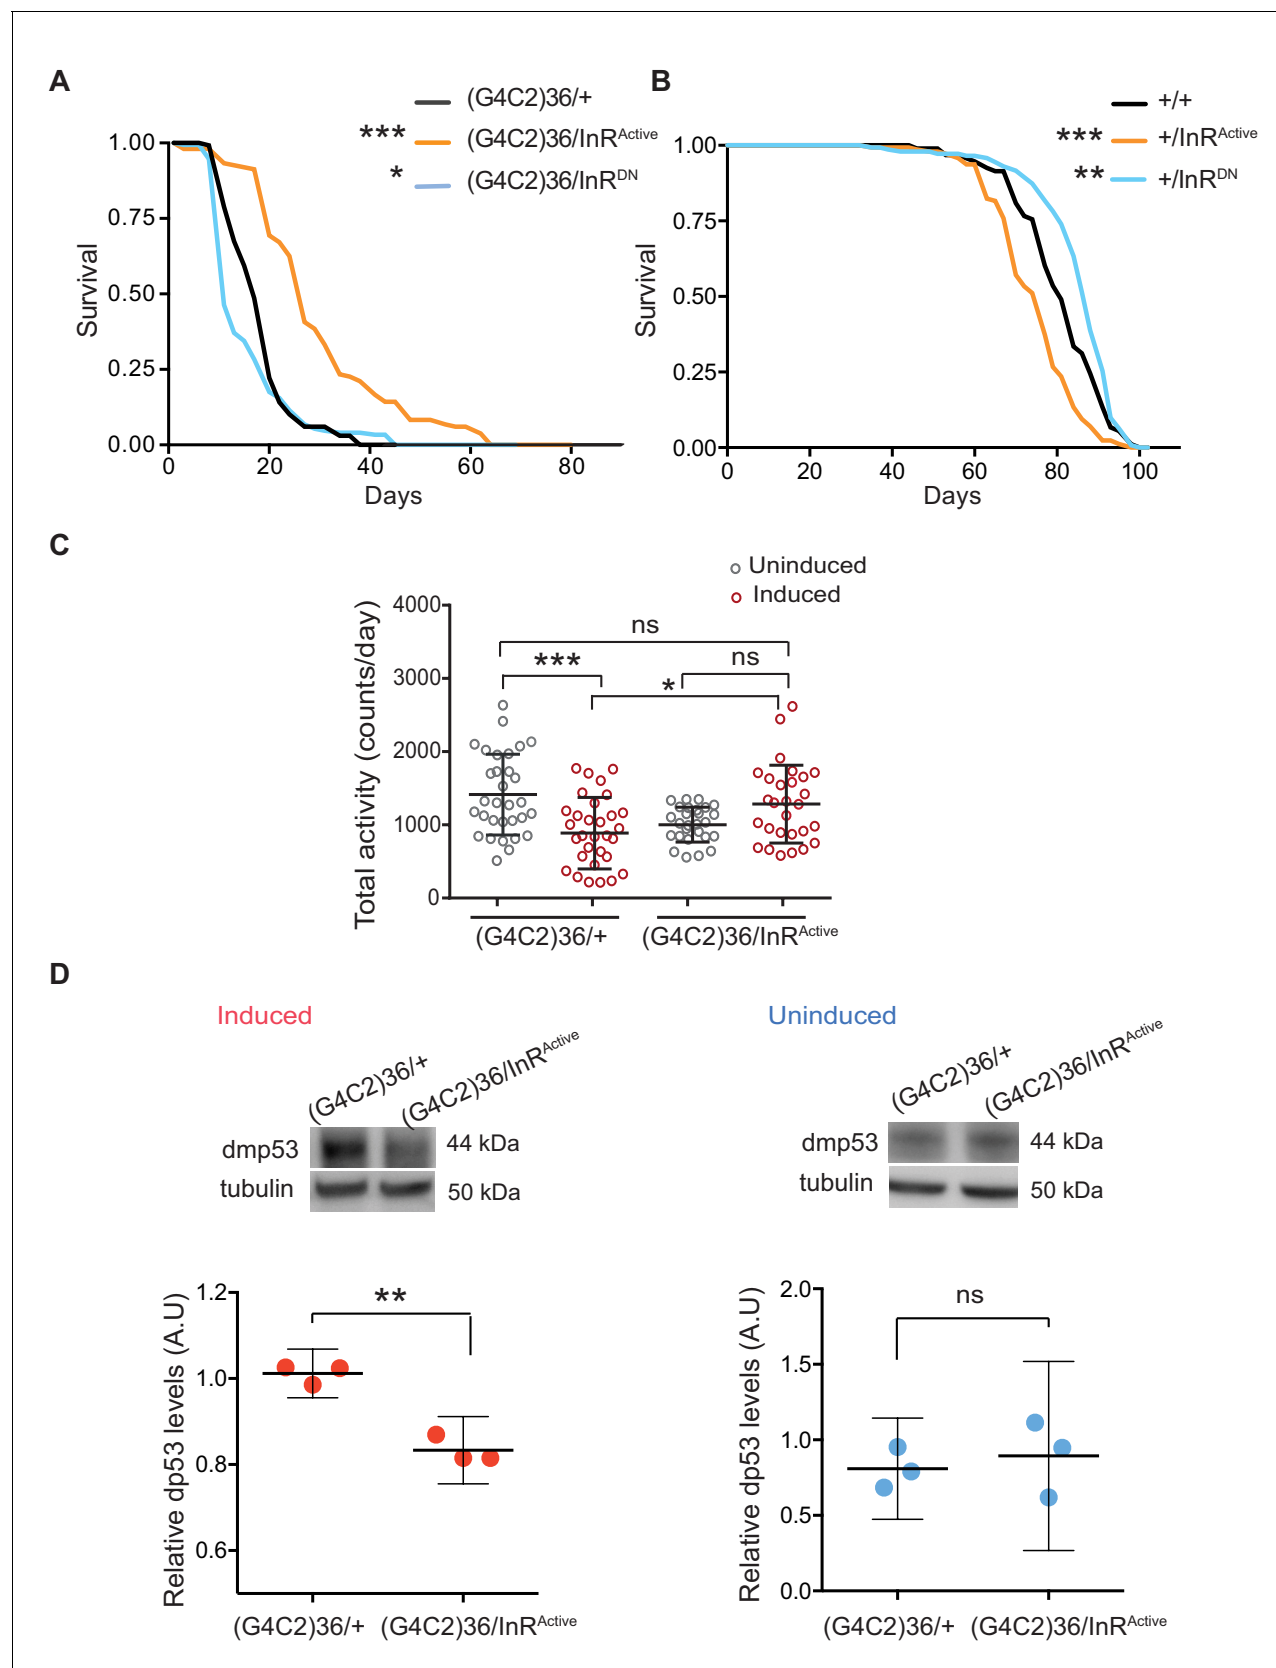 A
(G4C2)36/+
*** (G4C2)36/InR^Active
* (G4C2)36/InR^DN
1.00
0.75
0.50
0.25
0.00
Survival
0 20 40 60 80
Days
B
+/+
*** +/InR^Active
** +/InR^DN
1.00
0.75
0.50
0.25
0.00
Survival
0 20 40 60 80 100
Days
C
Uninduced
Induced
4000
3000
2000
1000
0
Total activity (counts/day)
ns
*** ns
*
(G4C2)36/+ (G4C2)36/InR^Active
D
Induced
(G4C2)36/+ (G4C2)36/InR^Active
dmp53 44 kDa
tubulin 50 kDa
1.2
1.0
0.8
0.6
Relative dp53 levels (A.U)
**
(G4C2)36/+ (G4C2)36/InR^Active
Uninduced
(G4C2)36/+ (G4C2)36/InR^Active
dmp53 44 kDa
tubulin 50 kDa
2.0
1.5
1.0
0.5
0.0
Relative dp53 levels (A.U)
ns
(G4C2)36/+ (G4C2)36/InR^Active